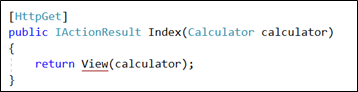 [HttpGet]
public IActionResult Index(Calculator calculator)
{
    return View(calculator);
}